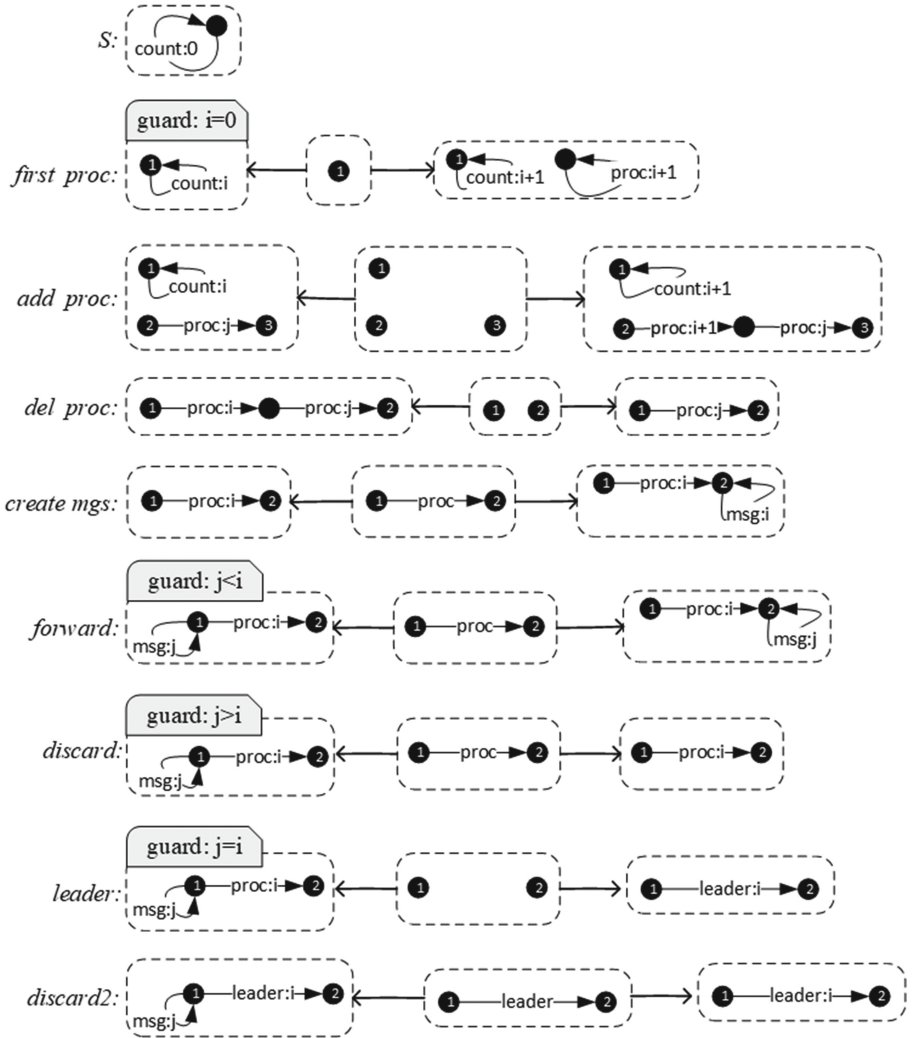 S: count:0
guard: i=0
first proc: 1 count:i 1 1 count:i+1 proc:i+1
add proc: 1 count:i 2 proc:j 3 1 2 3 1 count:i+1 2 proc:i+1 proc:j 3
del proc: 1 proc:i proc:j 2 1 2 1 proc:j 2
create mgs: 1 proc:i 2 1 proc 2 1 proc:i 2 msg:i
guard: j<i
forward: msg:j 1 proc:i 2 1 proc 2 1 proc:i 2 msg:j
guard: j>i
discard: msg:j 1 proc:i 2 1 proc 2 1 proc:i 2
guard: j=i
leader: msg:j 1 proc:i 2 1 2 1 leader:i 2
discard2: msg:j 1 leader:i 2 1 leader 2 1 leader:i 2